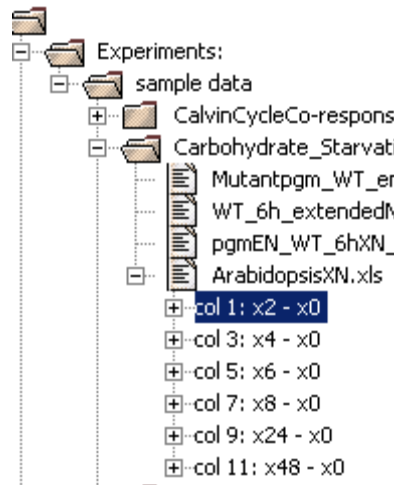 Experiments:
sample data
CalvinCycleCo-respons
Carbohydrate_Starvati
Mutantpgm_WT_er
WT_6h_extendedN
pgmEN_WT_6hXN_
ArabidopsisXN.xls
col 1: x2 - x0
col 3: x4 - x0
col 5: x6 - x0
col 7: x8 - x0
col 9: x24 - x0
col 11: x48 - x0